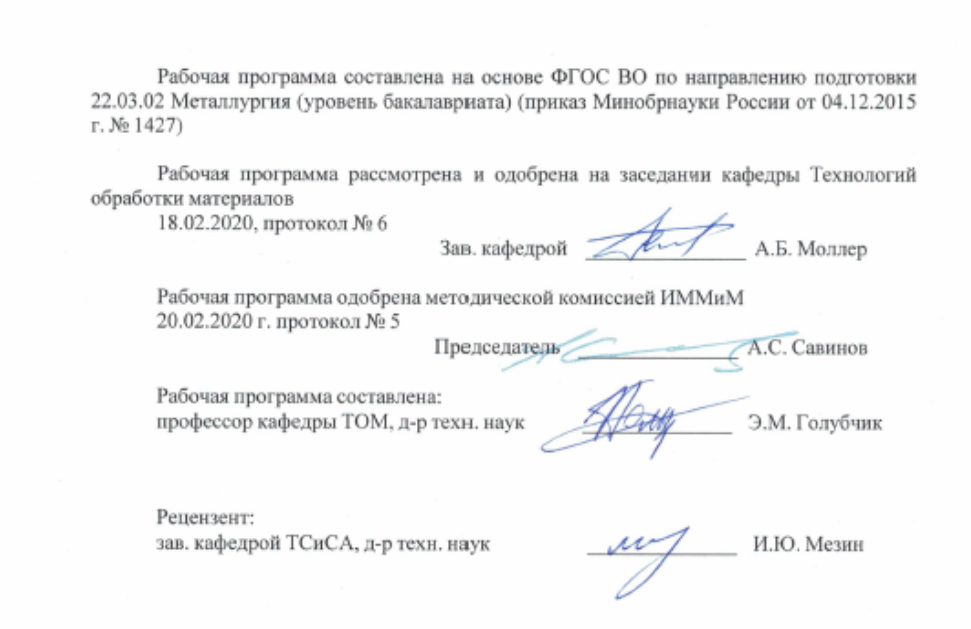 Рабочая программа составлена на основе ФГОС ВО по направлению подготовки
22.03.02 Металлургия (уровень бакалавриата) (приказ Минобрнауки России от 04.12.2015
г. № 1427)
Рабочая программа рассмотрена и одобрена на заседании кафедры Технологий
обработки материалов
18.02.2020, протокол № 6
Зав. кафедрой А.Б. Моллер
Рабочая программа одобрена методической комиссией ИММиМ
20.02.2020 г. протокол № 5
Председатель А.С. Савинов
Рабочая программа составлена:
профессор кафедры ТОМ, д-р техн. наук Э.М. Голубчик
Рецензент:
зав. кафедрой ТСиСА, д-р техн. наук И.Ю. Мезин